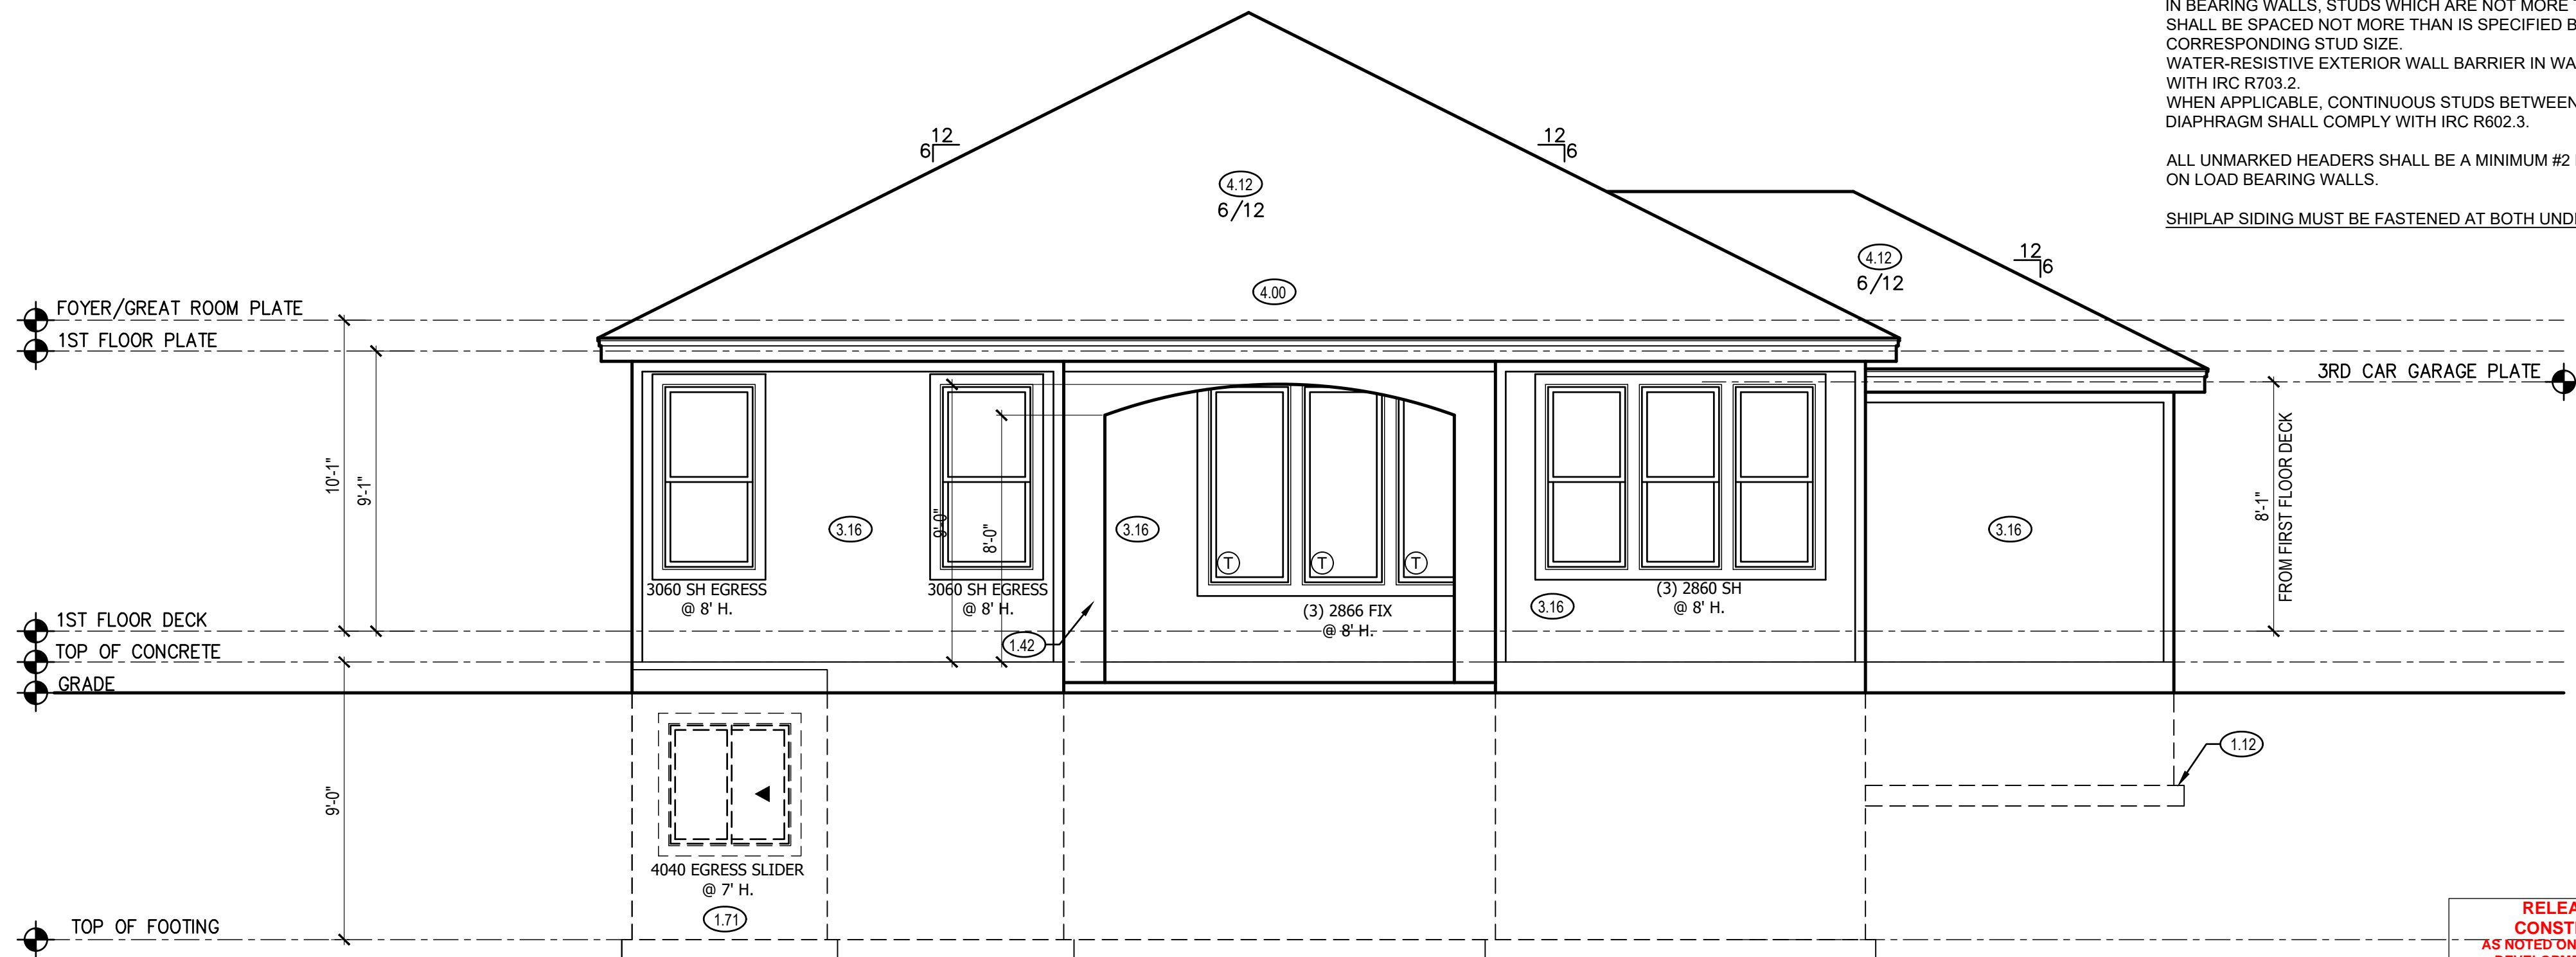 IN BEARING WALLS, STUDS WHICH ARE NOT MORE
SHALL BE SPACED NOT MORE THAN IS SPECIFIED
CORRESPONDING STUD SIZE.
WATER-RESISTIVE EXTERIOR WALL BARRIER IN
WITH IRC R703.2.
WHEN APPLICABLE, CONTINUOUS STUDS BETWEEN
DIAPHRAGM SHALL COMPLY WITH IRC R602.3.
ALL UNMARKED HEADERS SHALL BE A MINIMUM #2
ON LOAD BEARING WALLS.
SHIPLAP SIDING MUST BE FASTENED AT BOTH
12
6
12
6
4.12
6/12
12
6
4.12
6/12
4.00
FOYER/GREAT ROOM PLATE
1ST FLOOR PLATE
3RD CAR GARAGE PLATE
10'-1"
9'-1"
9'-0"
8'-0"
8'-1"
FROM FIRST FLOOR DECK
3.16
3.16
3.16
T
T
T
3060 SH EGRESS
@ 8' H.
3060 SH EGRESS
@ 8' H.
(3) 2866 FIX
@ 8' H.
(3) 2860 SH
@ 8' H.
3.16
1.42
1ST FLOOR DECK
TOP OF CONCRETE
GRADE
1.12
9'-0"
4040 EGRESS SLIDER
@ 7' H.
1.71
TOP OF FOOTING
AS NOTED ON